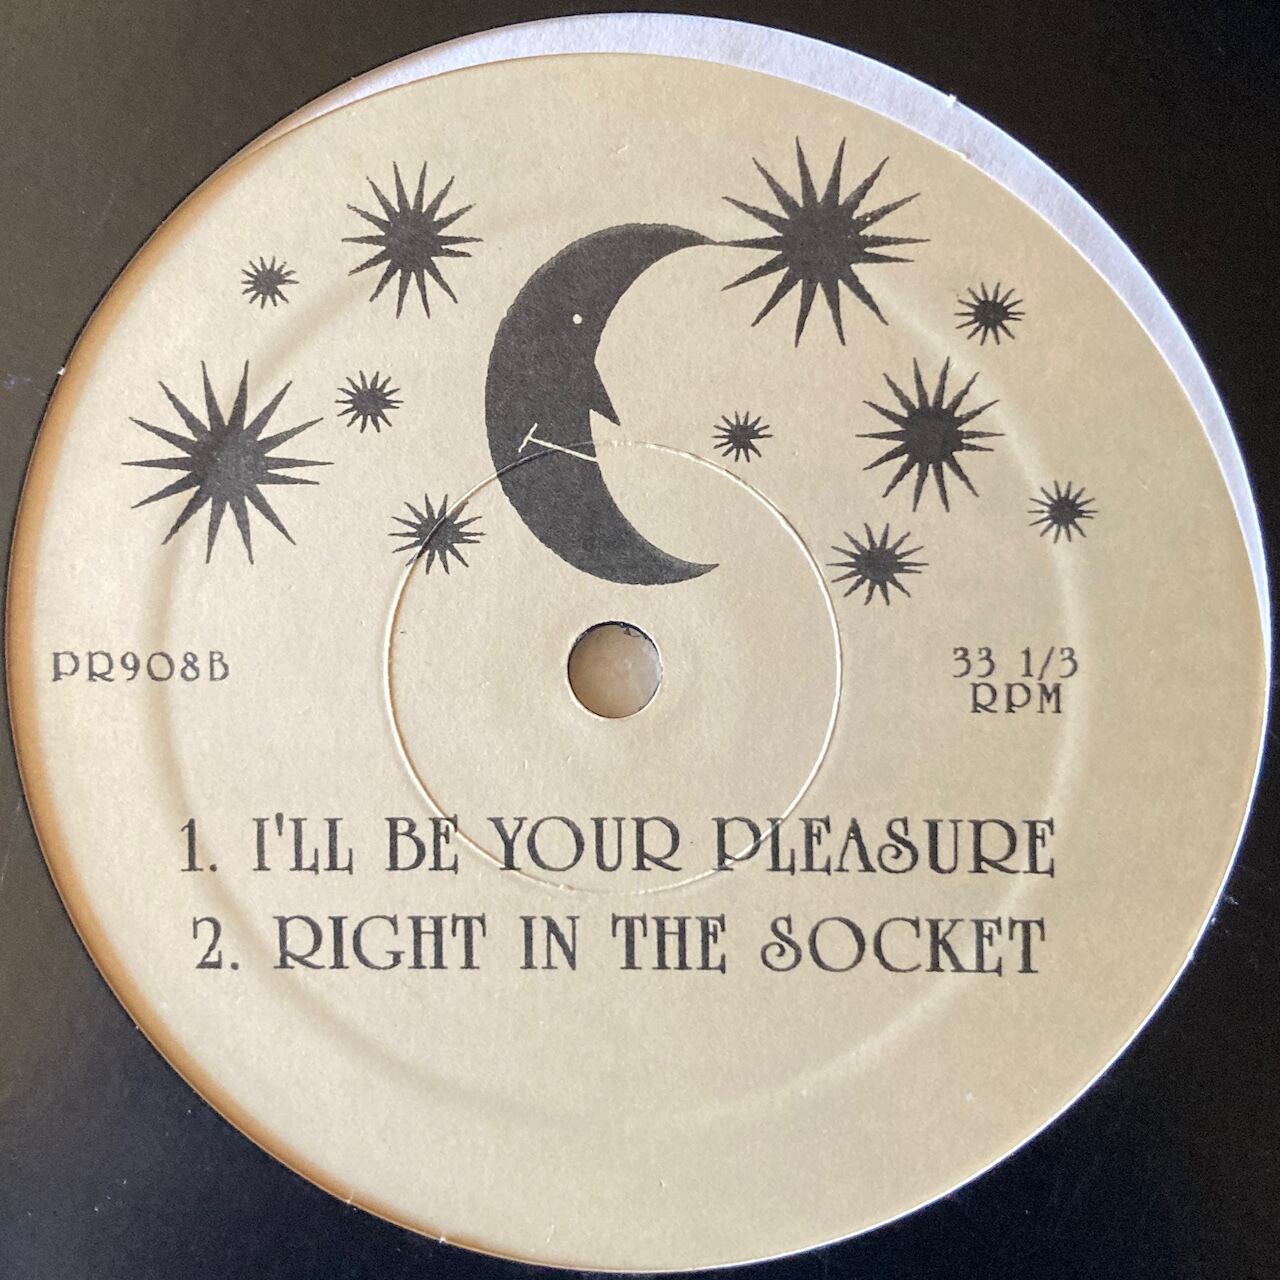 PR908B
33 1/3
RPM
1. I'LL BE YOUR PLEASURE
2. RIGHT IN THE SOCKET